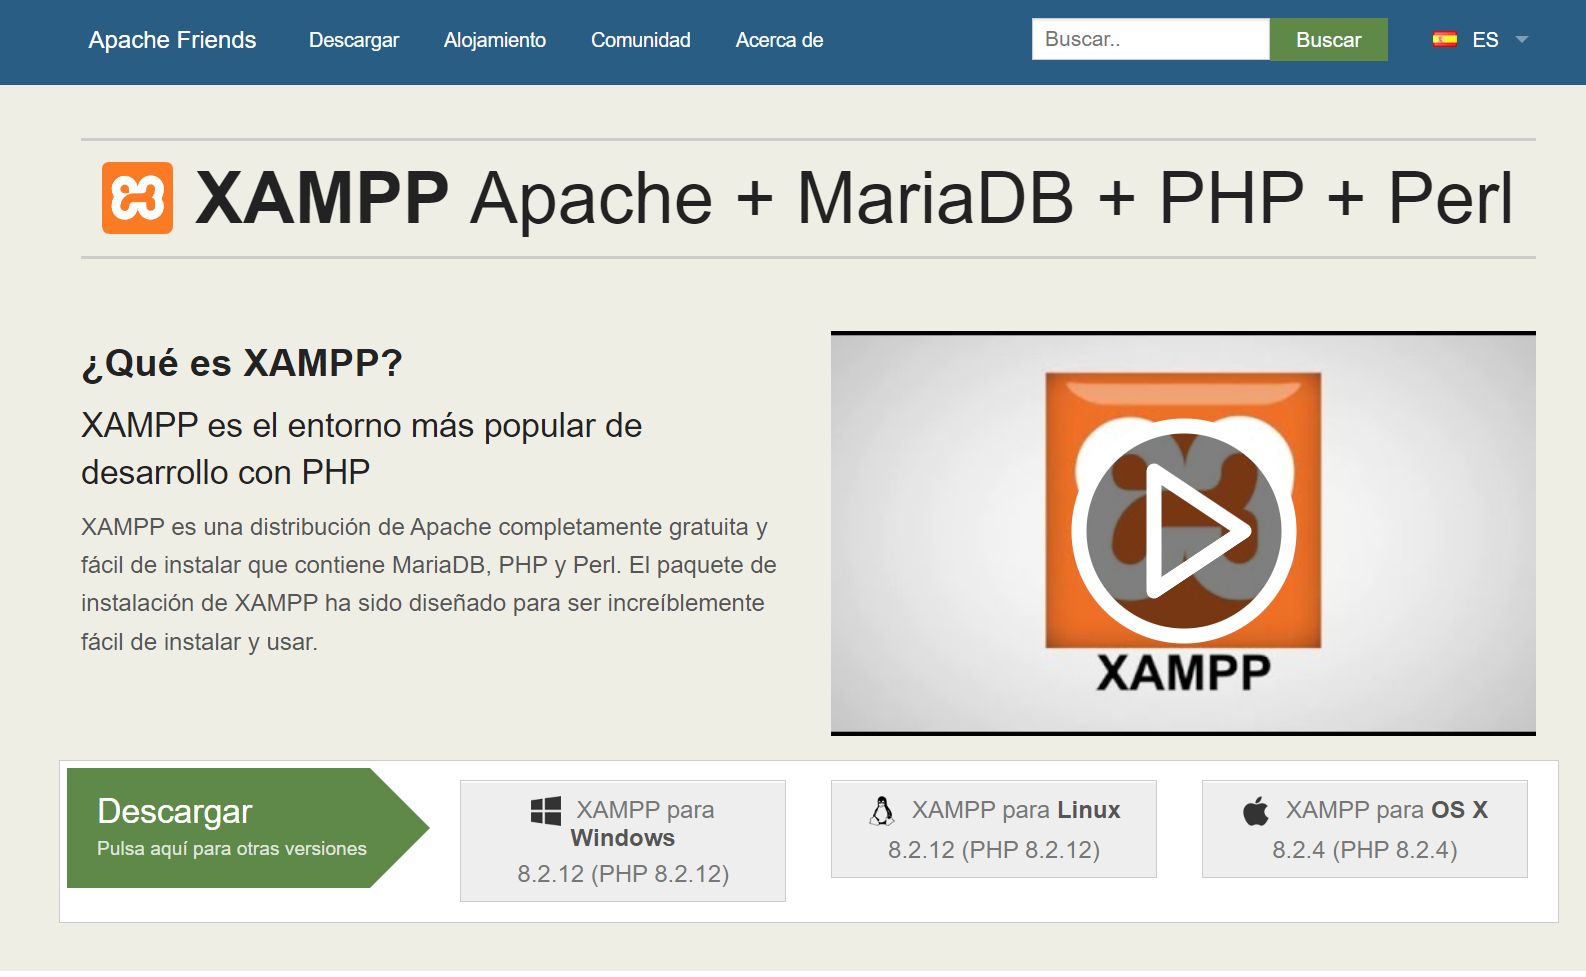 Apache Friends Descargar Alojamiento Comunidad Acerca de Buscar.. Buscar ES
XAMPP Apache + MariaDB + PHP + Perl
¿Qué es XAMPP?
XAMPP es el entorno más popular de
desarrollo con PHP
XAMPP es una distribución de Apache completamente gratuita y
fácil de instalar que contiene MariaDB, PHP y Perl. El paquete de
instalación de XAMPP ha sido diseñado para ser increíblemente
fácil de instalar y usar.
XAMPP
Descargar
Pulsa aquí para otras versiones
XAMPP para
Windows
8.2.12 (PHP 8.2.12)
XAMPP para Linux
8.2.12 (PHP 8.2.12)
XAMPP para OS X
8.2.4 (PHP 8.2.4)